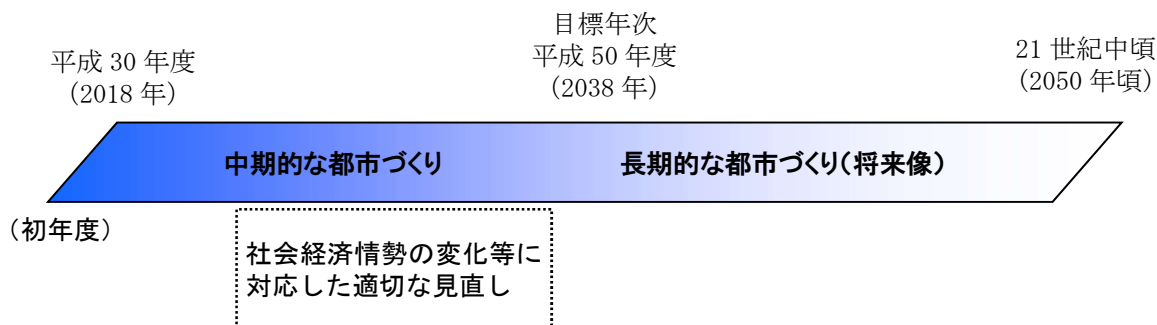 目標年次
平成 30 年度
(2018 年)
平成 50 年度
(2038 年)
21 世紀中頃
(2050 年頃)
中期的な都市づくり
長期的な都市づくり(将来像)
(初年度)
社会経済情勢の変化等に
対応した適切な見直し